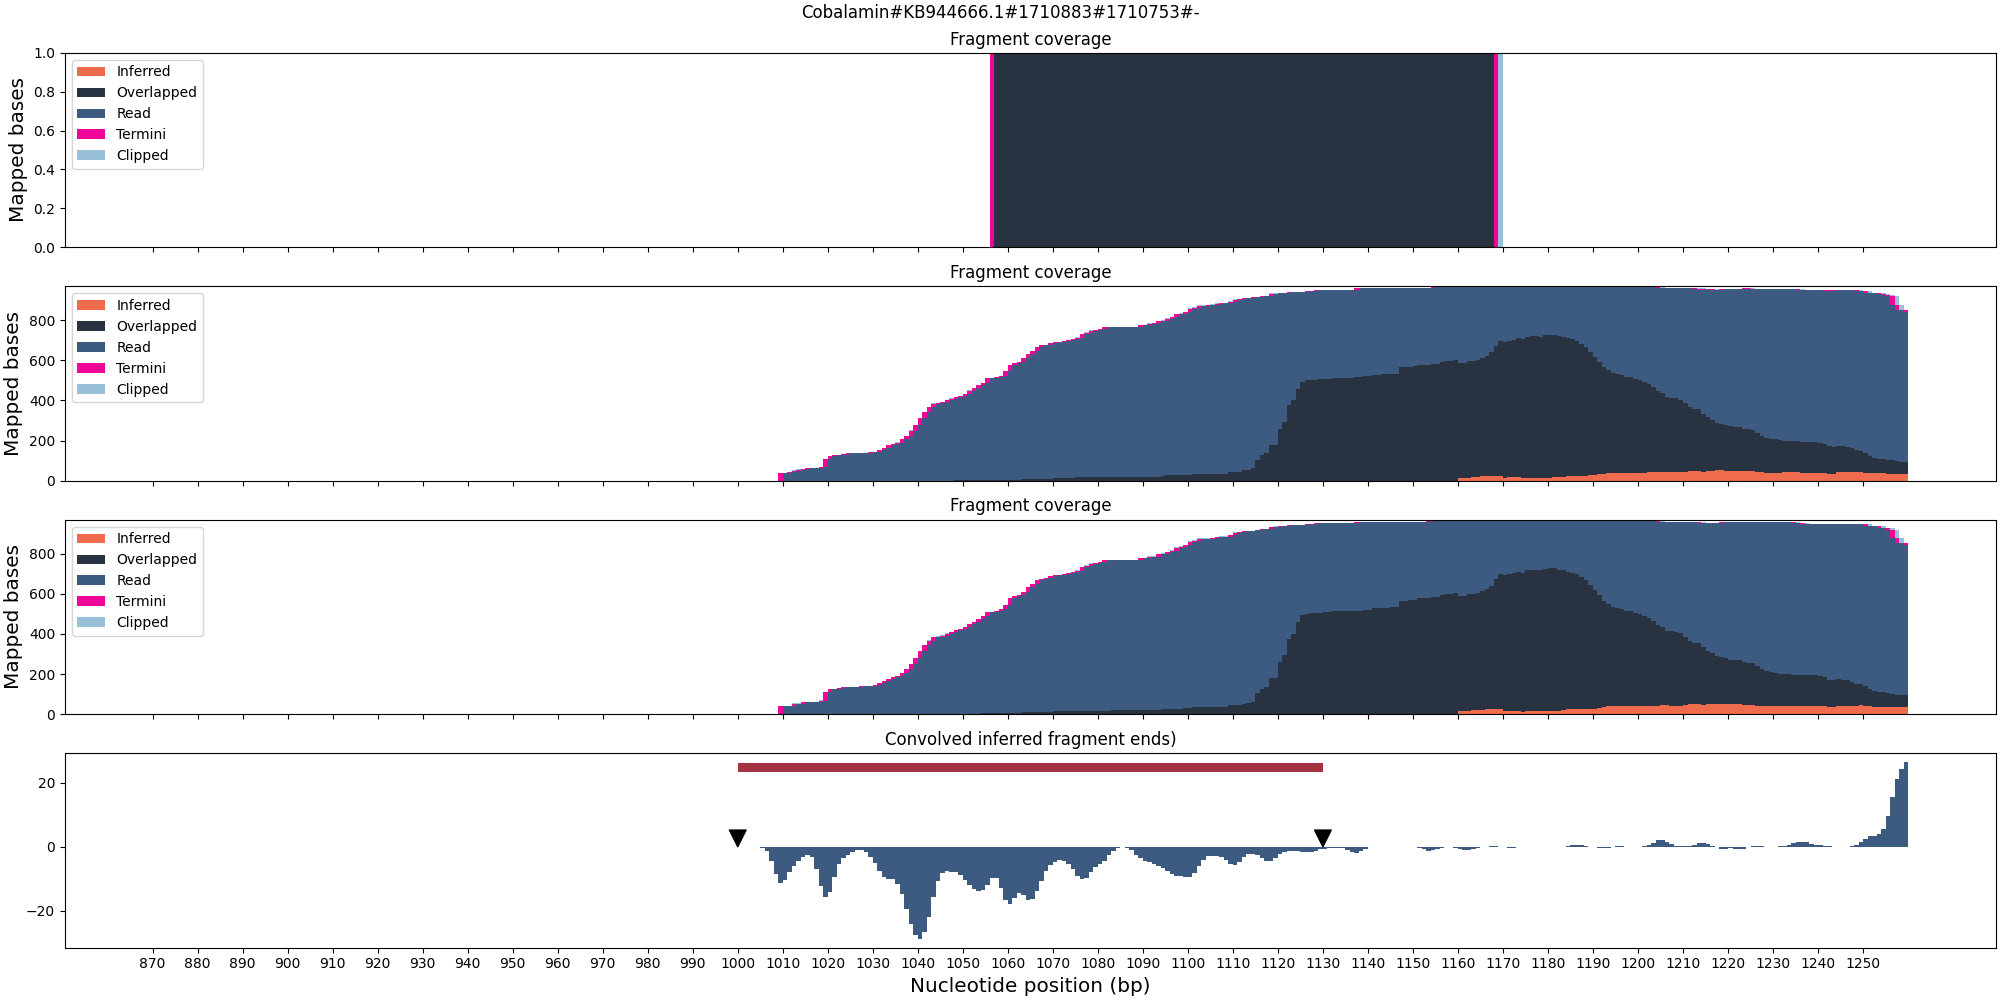 Cobalamin#KB944666.1#1710883#1710753#-
Fragment coverage
Mapped bases
1.0
0.8
0.6
0.4
0.2
0.0
Inferred
Overlapped
Read
Termini
Clipped
Fragment coverage
Mapped bases
800
600
400
200
0
Inferred
Overlapped
Read
Termini
Clipped
Fragment coverage
Mapped bases
800
600
400
200
0
Inferred
Overlapped
Read
Termini
Clipped
Convolved inferred fragment ends)
20
0
−20
870 880 890 900 910 920 930 940 950 960 970 980 990 1000 1010 1020 1030 1040 1050 1060 1070 1080 1090 1100 1110 1120 1130 1140 1150 1160 1170 1180 1190 1200 1210 1220 1230 1240 1250
Nucleotide position (bp)